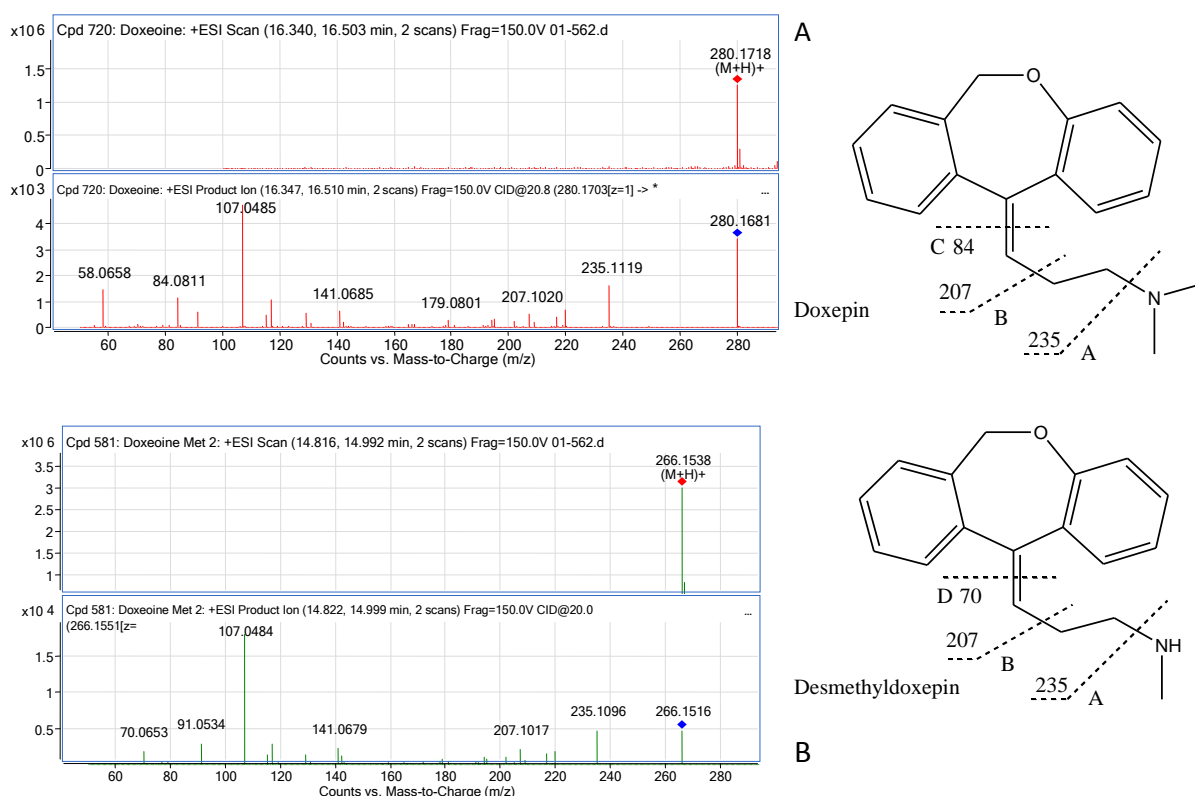 Cpd 720: Doxeoine: +ESI Scan (16.340, 16.503 min, 2 scans) Frag=150.0V 01-562.d
x10 6
280.1718
(M+H)+
1.5
1
0.5
0
Cpd 720: Doxeoine: +ESI Product Ion (16.347, 16.510 min, 2 scans) Frag=150.0V CID@20.8 (280.1703[z=1] -> * ...
x10 3
107.0485
280.1681
58.0658
84.0811
141.0685
179.0801
207.1020
235.1119
4
3
2
1
0
60 80 100 120 140 160 180 200 220 240 260 280
Counts vs. Mass-to-Charge (m/z)
A
O
C 84
207
B
235
A
N
Doxepin
Cpd 581: Doxeoine Met 2: +ESI Scan (14.816, 14.992 min, 2 scans) Frag=150.0V 01-562.d
x10 6
266.1538
(M+H)+
3.5
3
2.5
2
1.5
1
Cpd 581: Doxeoine Met 2: +ESI Product Ion (14.822, 14.999 min, 2 scans) Frag=150.0V CID@20.0 ...
(266.1551[z=
x10 4
107.0484
70.0653
91.0534
141.0679
207.1017
235.1096
266.1516
1.5
1
0.5
60 80 100 120 140 160 180 200 220 240 260 280
Counts vs. Mass-to-Charge (m/z)
O
D 70
207
B
235
A
NH
Desmethyldoxepin
B